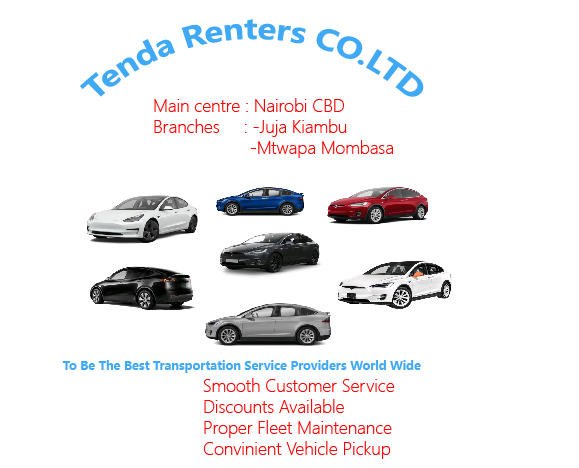 Tenda Renters CO.LTD
Main centre : Nairobi CBD
Branches : -Juja Kiambu
-Mtwapa Mombasa
To Be The Best Transportation Service Providers World Wide
Smooth Customer Service
Discounts Available
Proper Fleet Maintenance
Convinient Vehicle Pickup